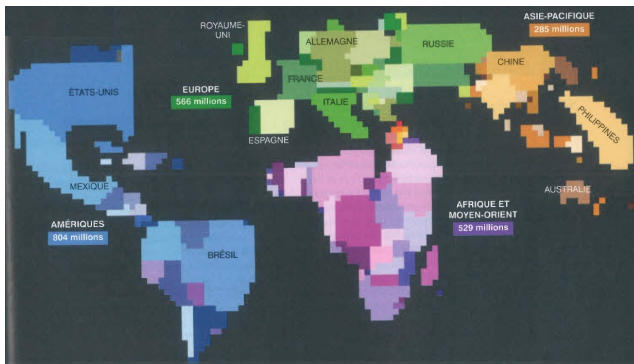 ROYAUME-
UNI
ALLEMAGNE
RUSSIE
ASIE-PACIFIQUE
285 millions
ÉTATS-UNIS
EUROPE
566 millions
FRANCE
CHINE
ITALIE
ESPAGNE
PHILIPPINES
MEXIQUE
AMÉRIQUES
804 millions
AFRIQUE ET
MOYEN-ORIENT
529 millions
AUSTRALIE
BRÉSIL